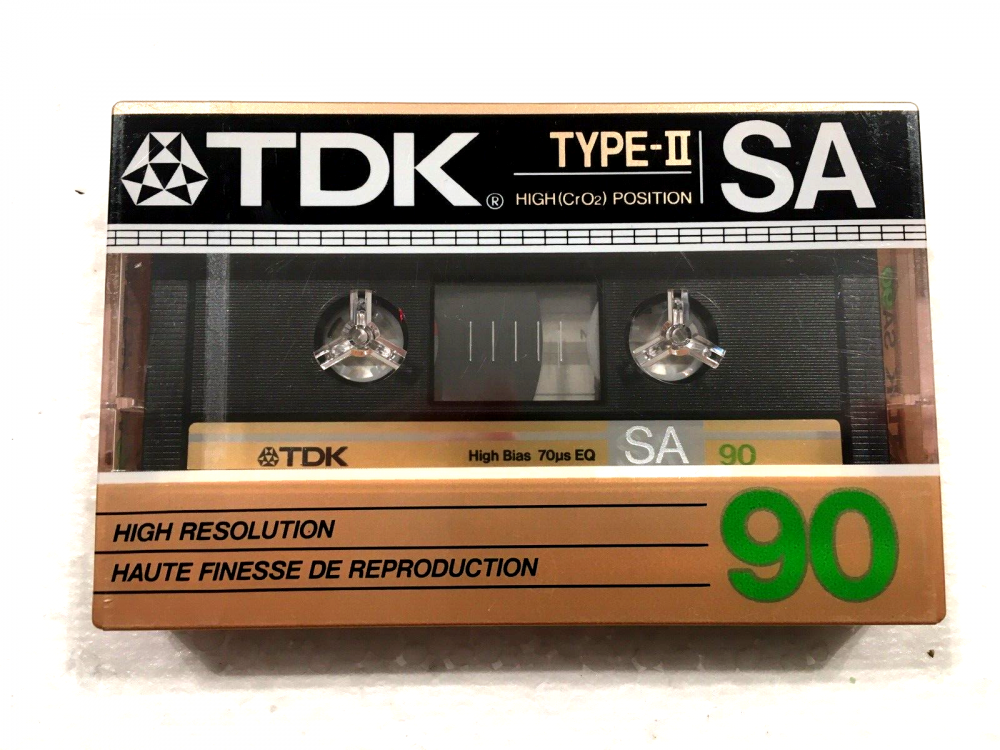 TDK®
TYPE-II
HIGH (CrO2) POSITION
SA
TDK
High Bias 70µs EQ
SA
90
HIGH RESOLUTION
HAUTE FINESSE DE REPRODUCTION
90